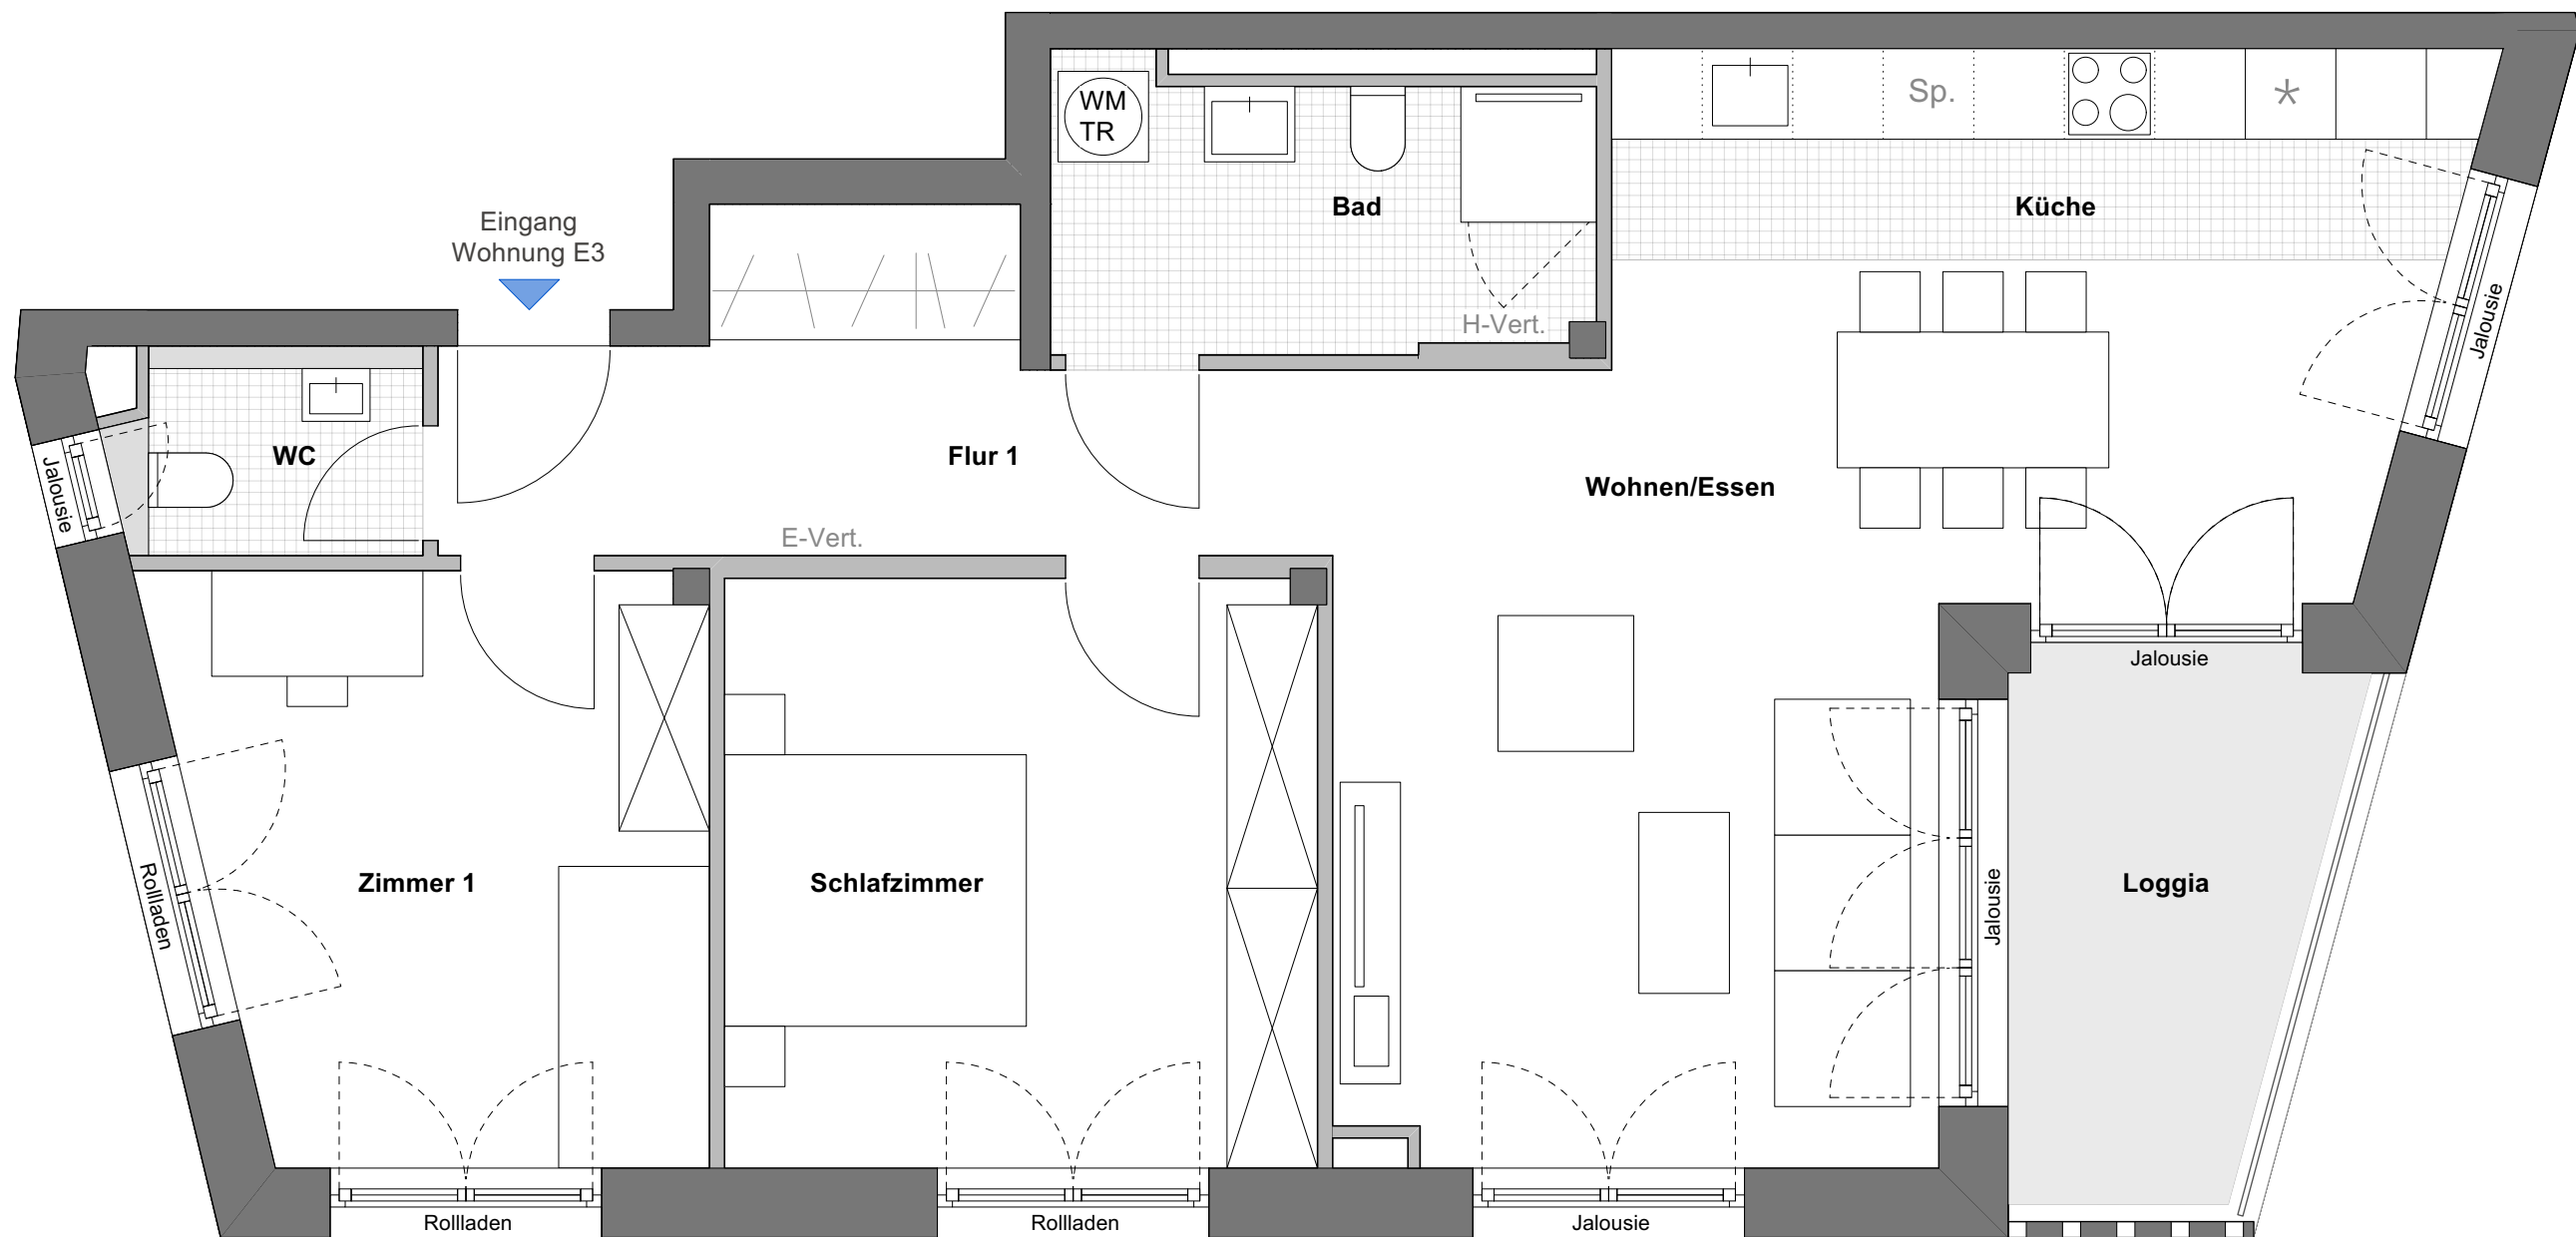 WM
TR
Sp.
*
Eingang
Wohnung E3
Bad
Küche
H-Vert.
Jalousie
WC
Flur 1
Jalousie
Wohnen/Essen
E-Vert.
Jalousie
Zimmer 1
Schlafzimmer
Loggia
Rollladen
Jalousie
Rollladen
Rollladen
Jalousie